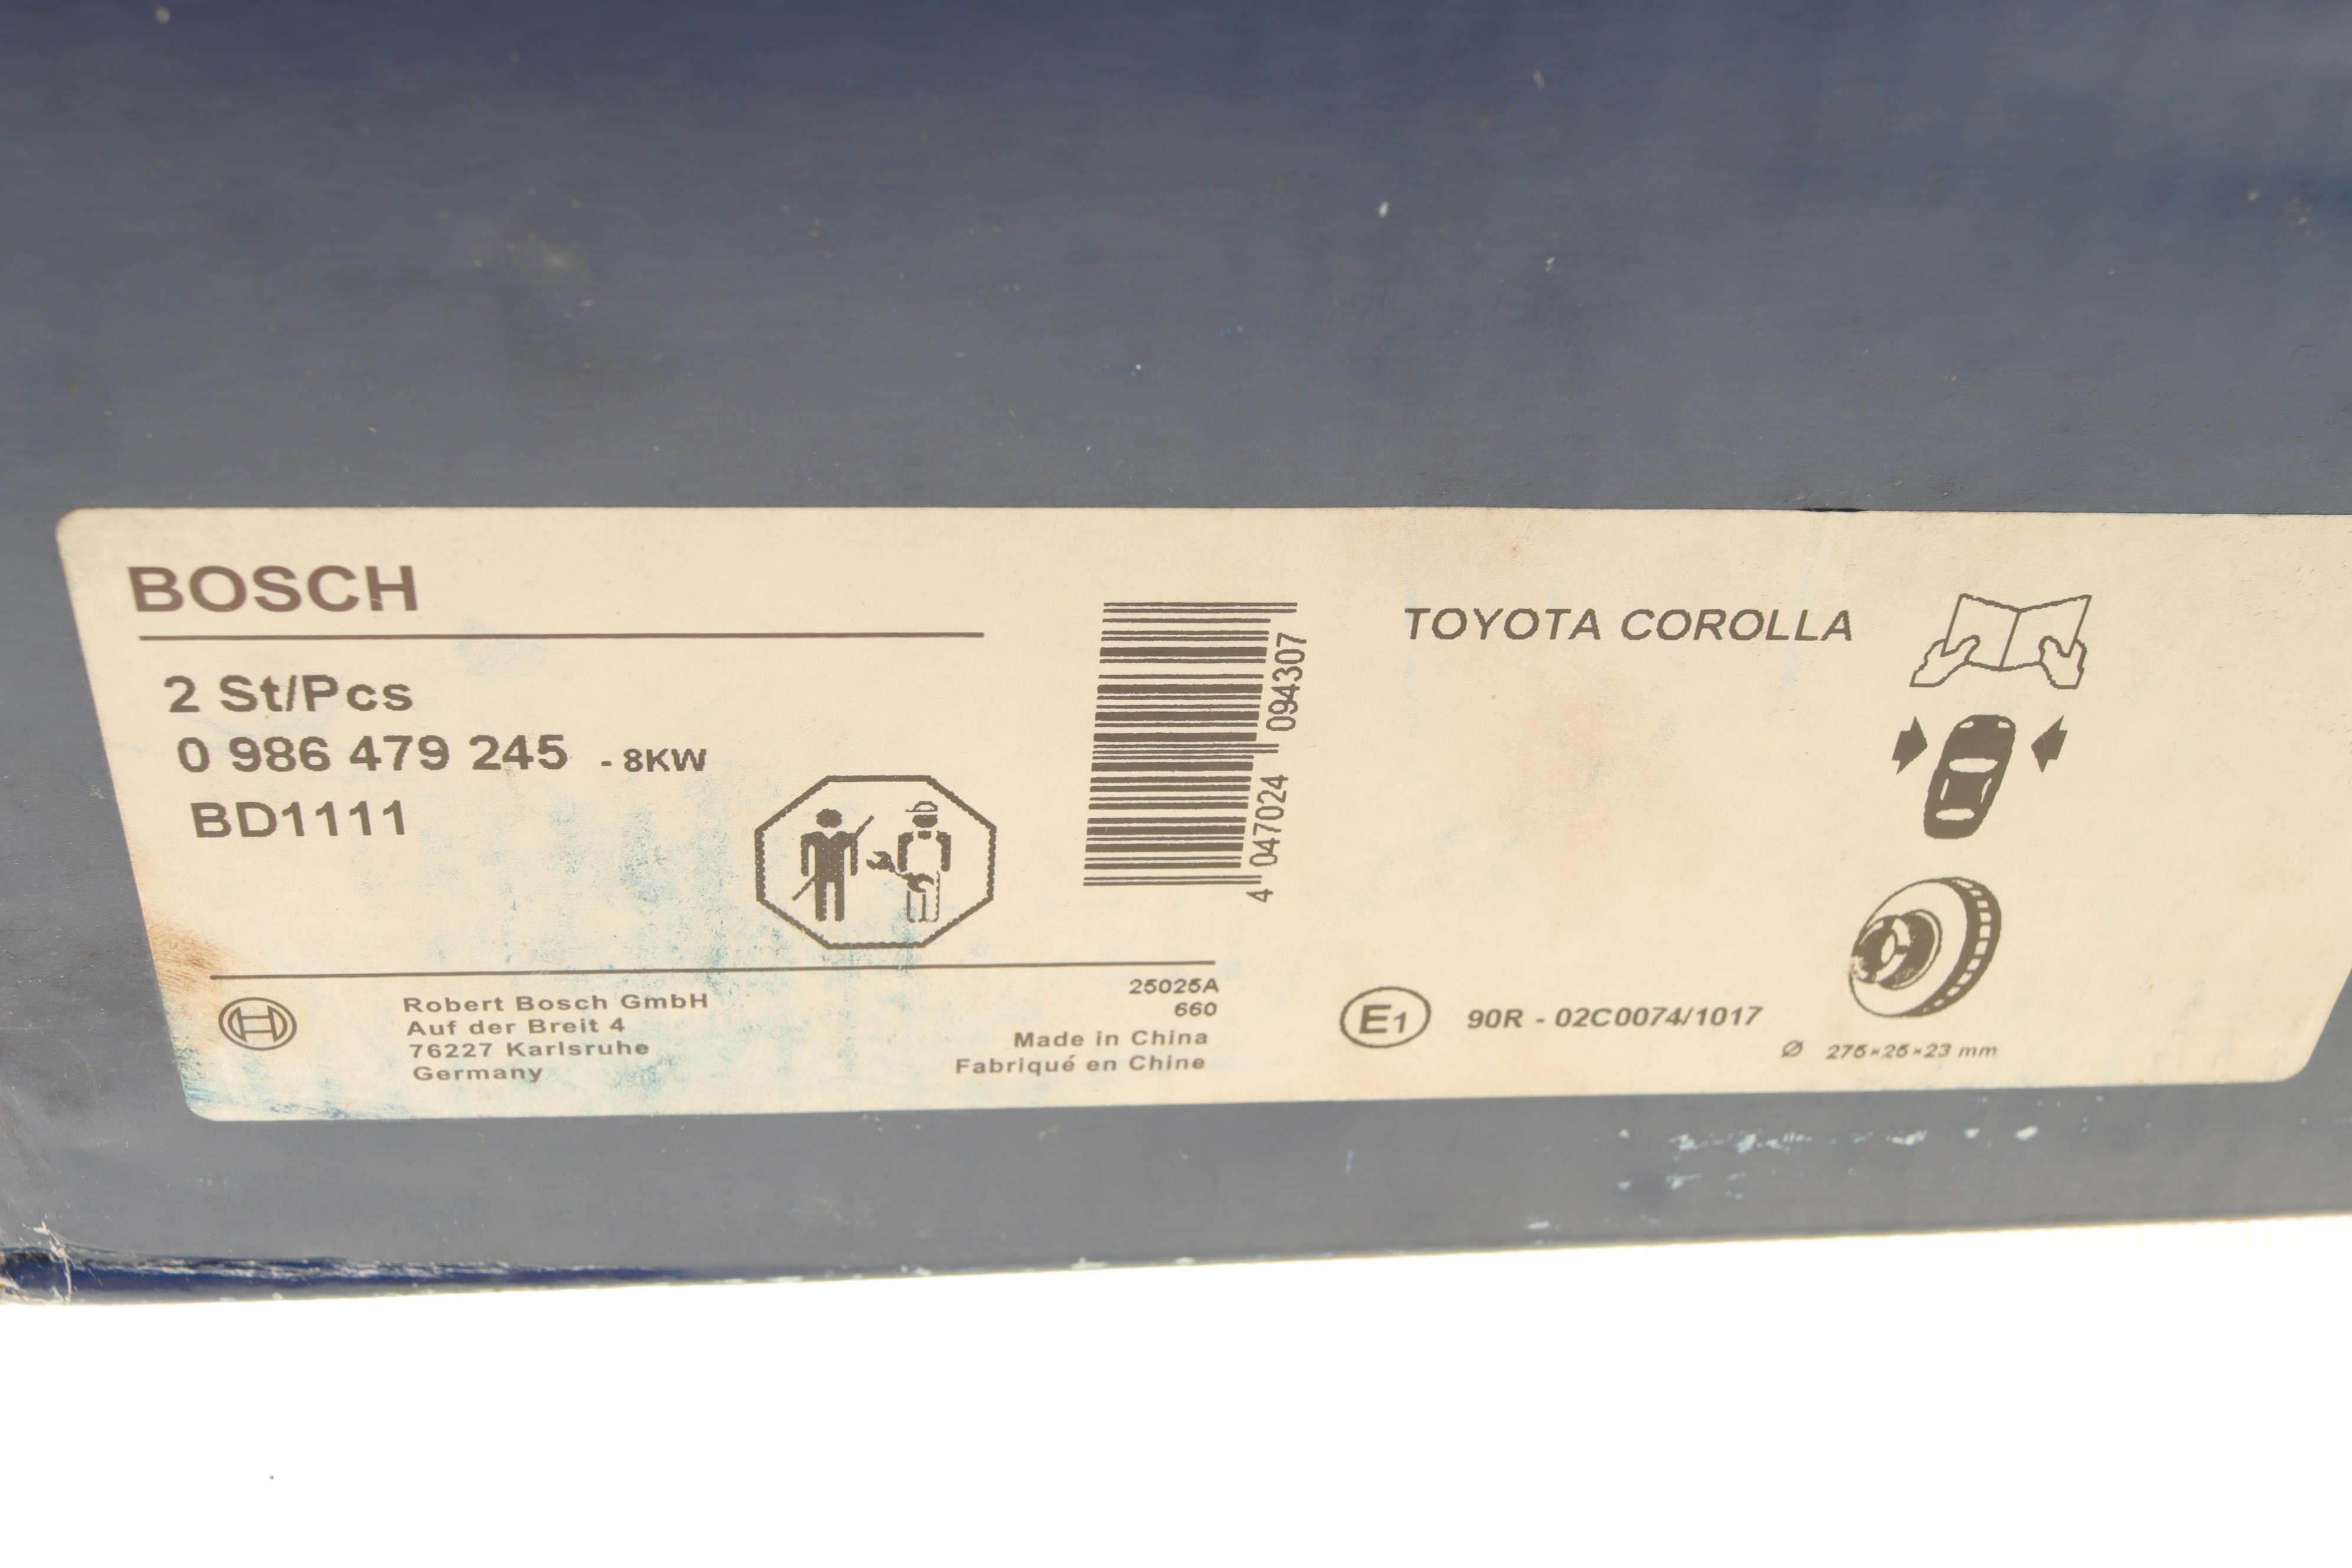 BOSCH
2 St/Pcs
0 986 479 245 - 8KW
BD1111
Robert Bosch GmbH
Auf der Breit 4
76227 Karlsruhe
Germany
25025A
660
Made in China
Fabriqué en Chine
4 047024 094307
TOYOTA COROLLA
E1 90R - 02C0074/1017
Ø 275×25×23 mm